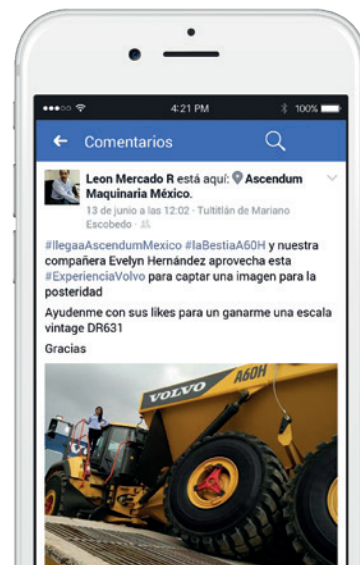 4:21 PM
100%
Comentarios
Leon Mercado R está aquí: Ascendum
Maquinaria México.
13 de junio a las 12:02 · Tultitlán de Mariano
Escobedo ·
#llegaaAscendumMexico #laBestiaA60H y nuestra
compañera Evelyn Hernández aprovecha esta
#ExperienciaVolvo para captar una imagen para la
posteridad
Ayudenme con sus likes para un ganarme una escala
vintage DR631
Gracias
VOLVO
A60H